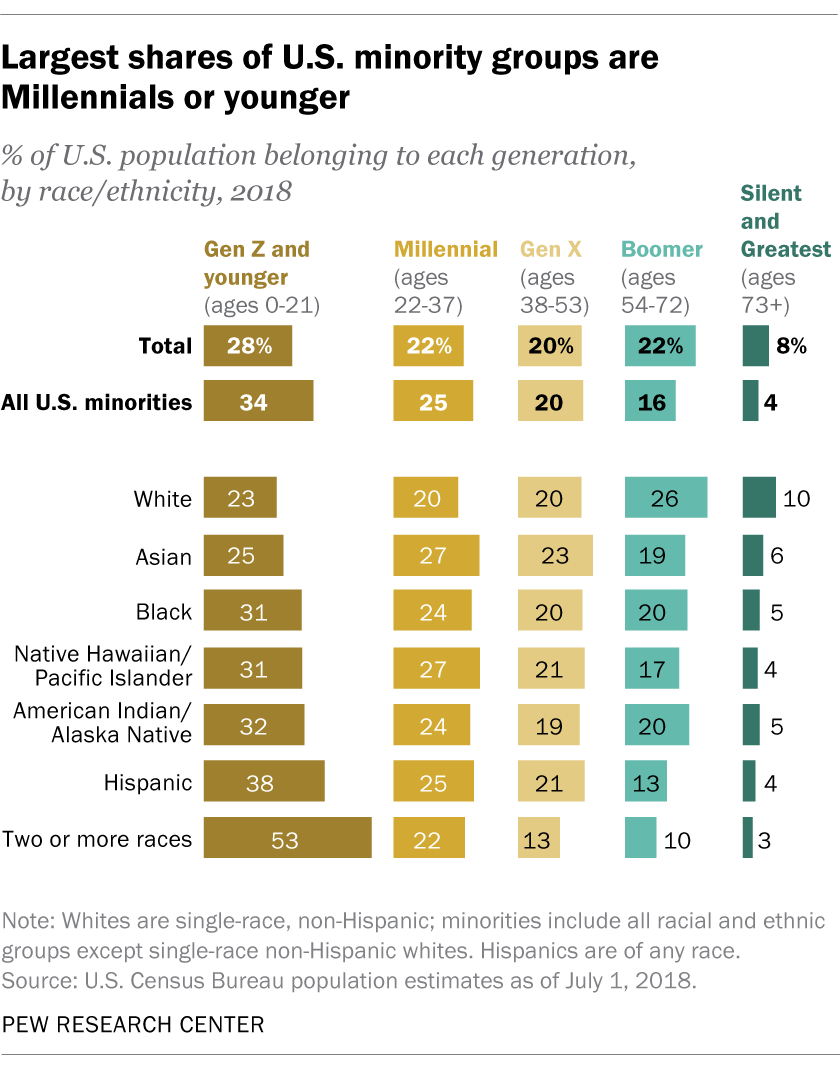 Largest shares of U.S. minority groups are
Millennials or younger
% of U.S. population belonging to each generation,
by race/ethnicity, 2018
Gen Z and
younger
(ages 0-21)
Millennial
(ages
22-37)
Gen X
(ages
38-53)
Boomer
(ages
54-72)
Silent
and
Greatest
(ages
73+)
Total 28% 22% 20% 22% 8%
All U.S. minorities 34 25 20 16 4
White 23 20 20 26 10
Asian 25 27 23 19 6
Black 31 24 20 20 5
Native Hawaiian/
Pacific Islander 31 27 21 17 4
American Indian/
Alaska Native 32 24 19 20 5
Hispanic 38 25 21 13 4
Two or more races 53 22 13 10 3
Note: Whites are single-race, non-Hispanic; minorities include all racial and ethnic
groups except single-race non-Hispanic whites. Hispanics are of any race.
Source: U.S. Census Bureau population estimates as of July 1, 2018.
PEW RESEARCH CENTER